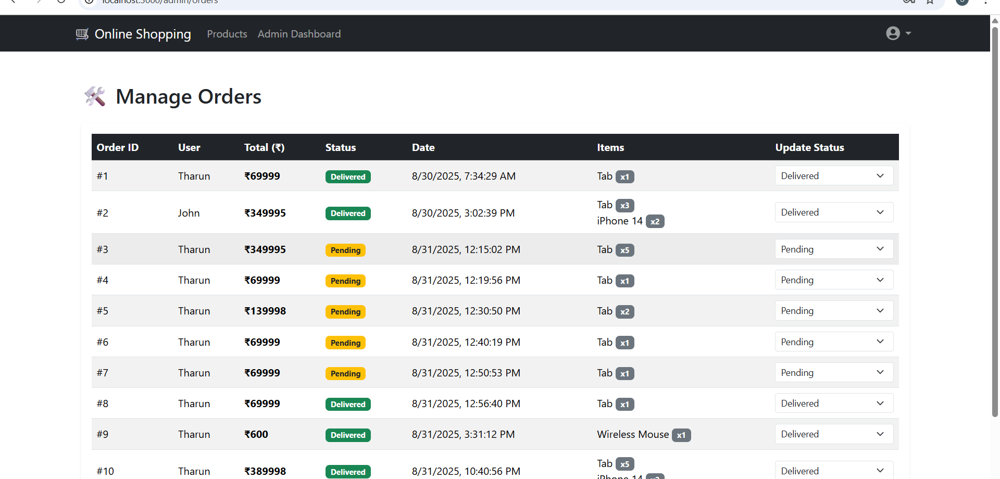 localhost:3000/admin/orders
Online Shopping Products Admin Dashboard
Manage Orders
Order ID User Total (₹) Status Date Items Update Status
#1 Tharun ₹69999 Delivered 8/30/2025, 7:34:29 AM Tab x1 Delivered
#2 John ₹349995 Delivered 8/30/2025, 3:02:39 PM Tab x3 Delivered
iPhone 14 x2
#3 Tharun ₹349995 Pending 8/31/2025, 12:15:02 PM Tab x5 Pending
#4 Tharun ₹69999 Pending 8/31/2025, 12:19:56 PM Tab x1 Pending
#5 Tharun ₹139998 Pending 8/31/2025, 12:30:50 PM Tab x2 Pending
#6 Tharun ₹69999 Pending 8/31/2025, 12:40:19 PM Tab x1 Pending
#7 Tharun ₹69999 Pending 8/31/2025, 12:50:53 PM Tab x1 Pending
#8 Tharun ₹69999 Delivered 8/31/2025, 12:56:40 PM Tab x1 Delivered
#9 Tharun ₹600 Delivered 8/31/2025, 3:31:12 PM Wireless Mouse x1 Delivered
#10 Tharun ₹389998 Delivered 8/31/2025, 10:40:56 PM Tab x5 Delivered
iPhone 14